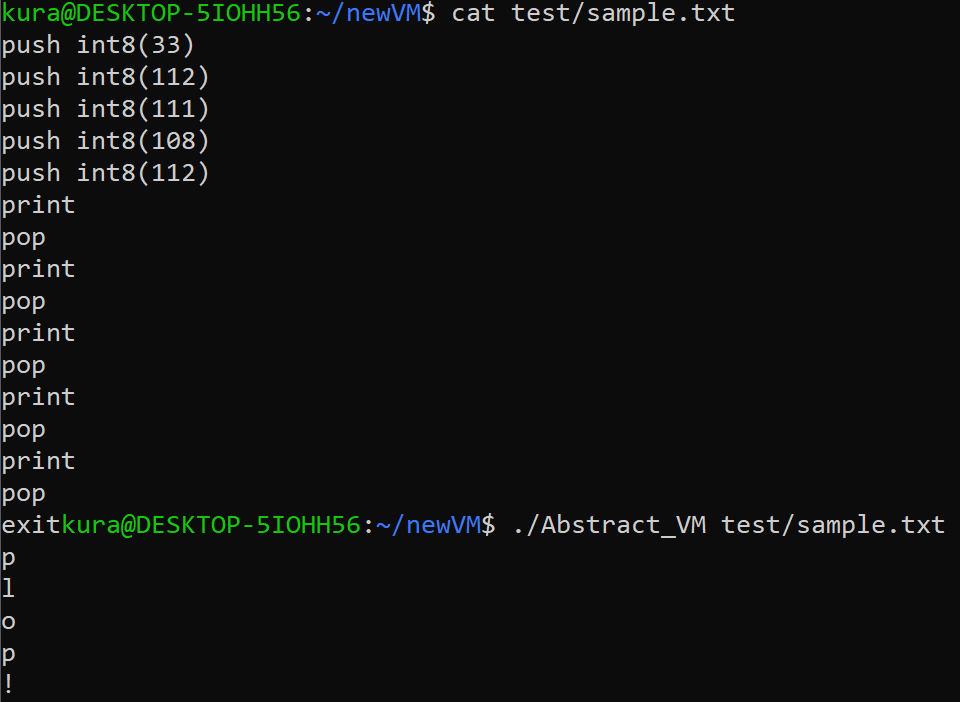 kura@DESKTOP-5IOHH56:~/newVM$ cat test/sample.txt
push int8(33)
push int8(112)
push int8(111)
push int8(108)
push int8(112)
print
pop
print
pop
print
pop
print
pop
print
pop
exitkura@DESKTOP-5IOHH56:~/newVM$ ./Abstract_VM test/sample.txt
p
l
o
p
!